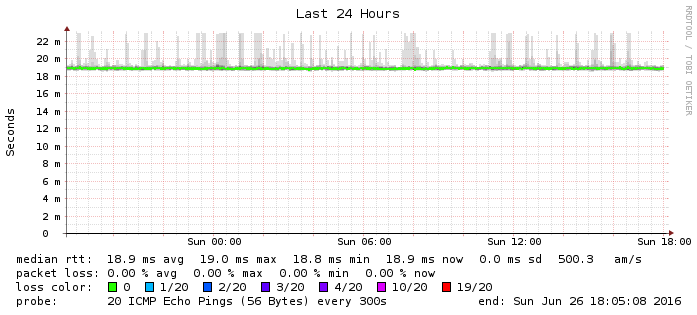 Last 24 Hours
RRDTOOL / TOBI OETIKER
Seconds
22 m
20 m
18 m
16 m
14 m
12 m
10 m
8 m
6 m
4 m
2 m
0
Sun 00:00 Sun 06:00 Sun 12:00 Sun 18:00
median rtt: 18.9 ms avg 19.0 ms max 18.8 ms min 18.9 ms now 0.0 ms sd 500.3 am/s
packet loss: 0.00 % avg 0.00 % max 0.00 % min 0.00 % now
loss color: 0 1/20 2/20 3/20 4/20 10/20 19/20
probe: 20 ICMP Echo Pings (56 Bytes) every 300s end: Sun Jun 26 18:05:08 2016